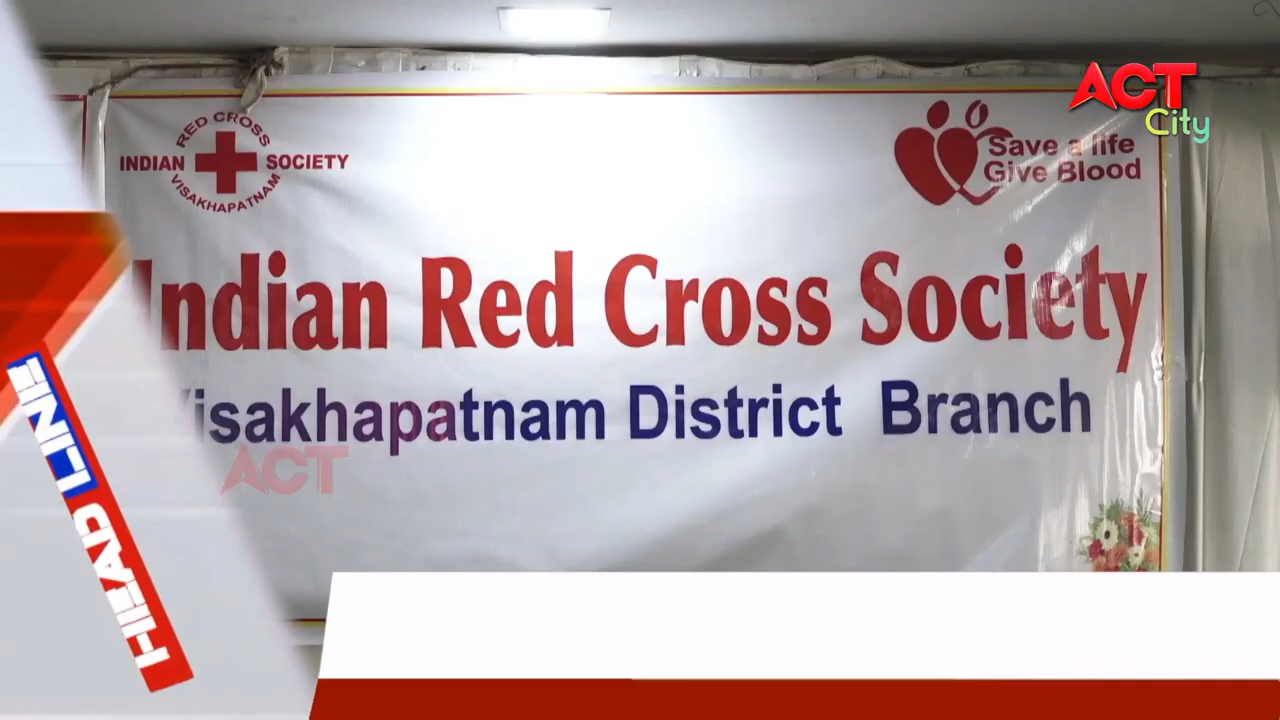 ACT
City
RED CROSS
INDIAN SOCIETY
VISAKHAPATNAM
Save a life
Give Blood
Indian Red Cross Society
Visakhapatnam District Branch
ACT
HEAD LINE